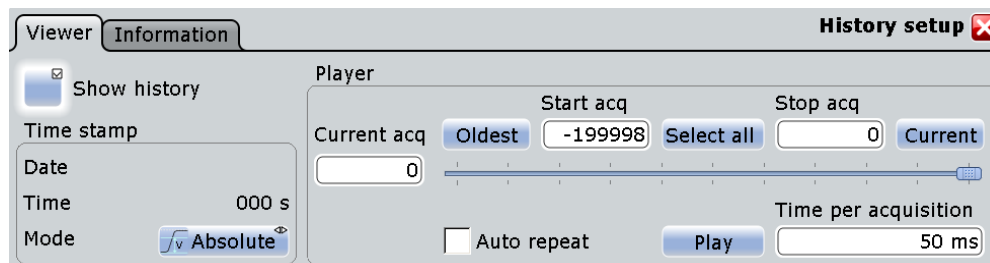 Viewer Information History setup
Show history
Player
Start acq Stop acq
Time stamp
Current acq Oldest -199998 Select all 0 Current
Date
0
Time 000 s
Time per acquisition
Mode Absolute Auto repeat Play 50 ms